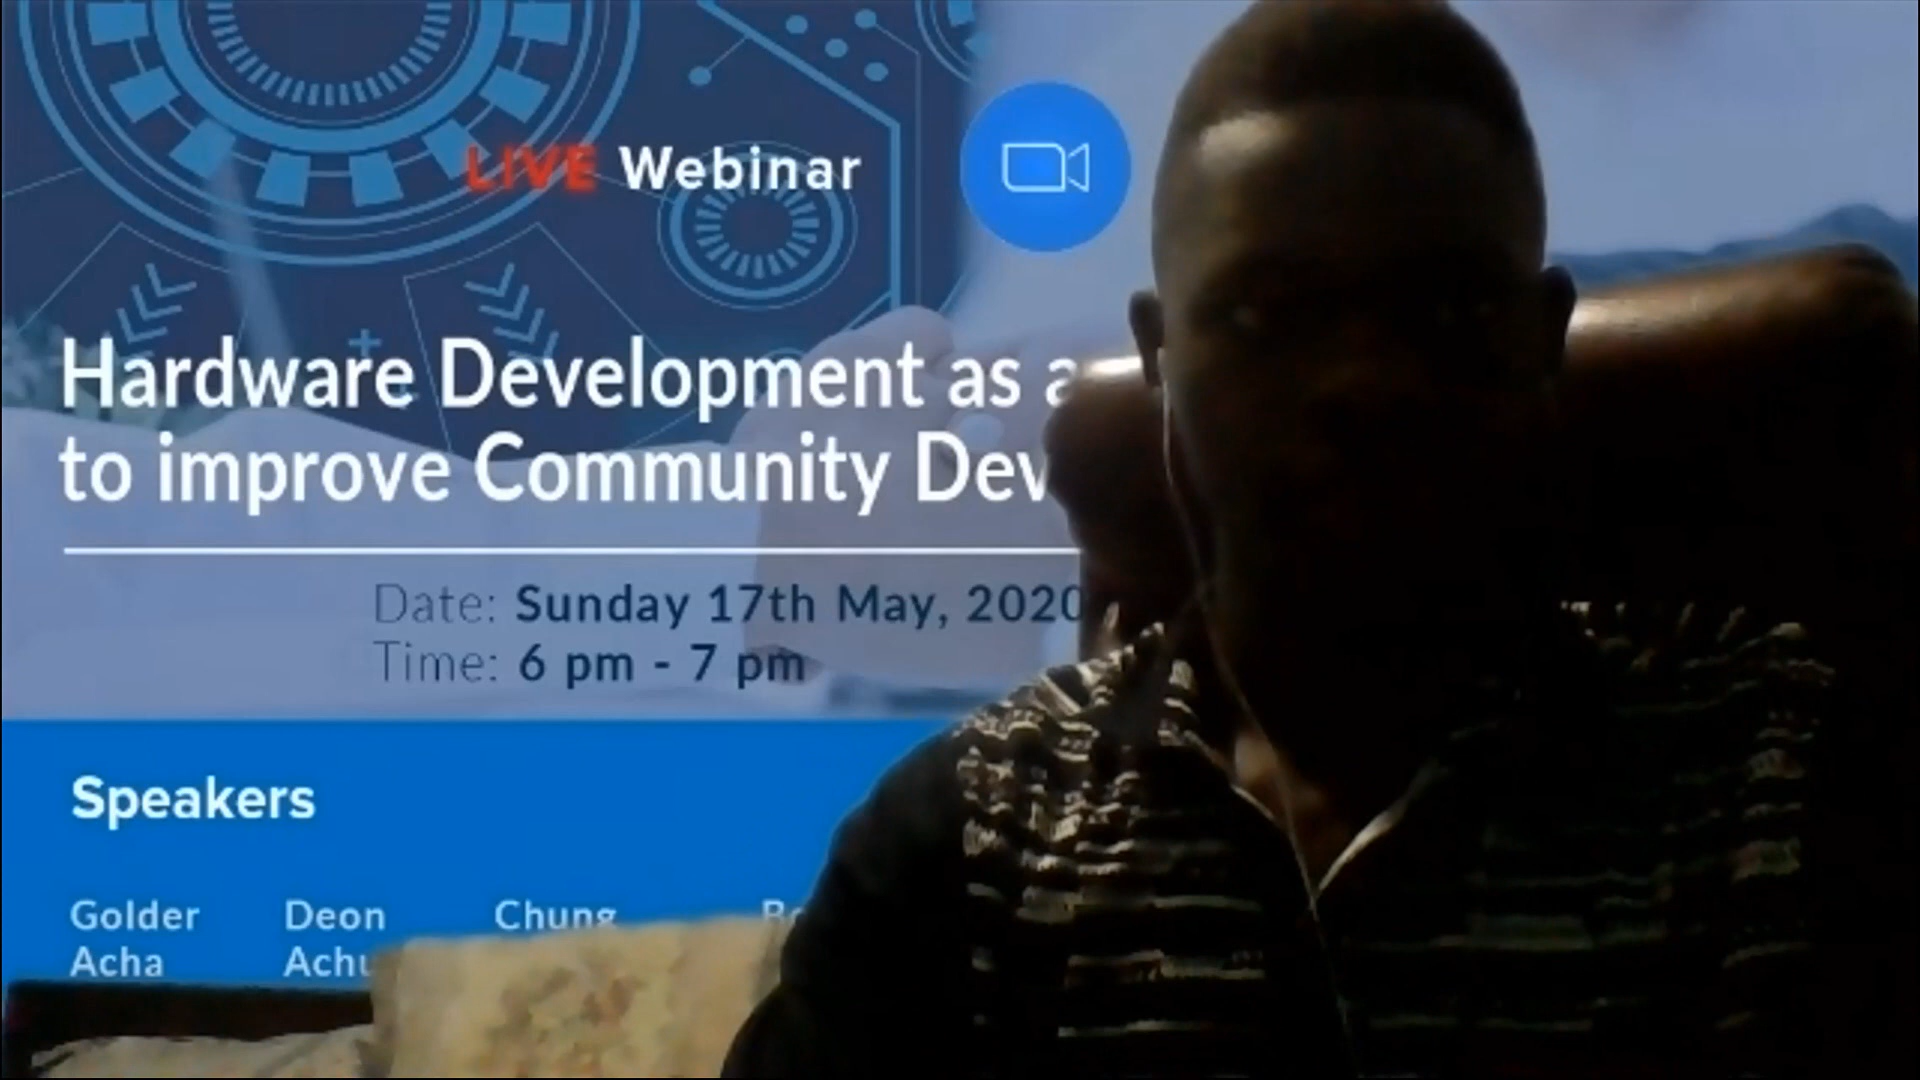 LIVE Webinar
Hardware Development as a
to improve Community Dev
Date: Sunday 17th May, 2020
Time: 6 pm - 7 pm
Speakers
Golder Deon Chung
Acha Achu